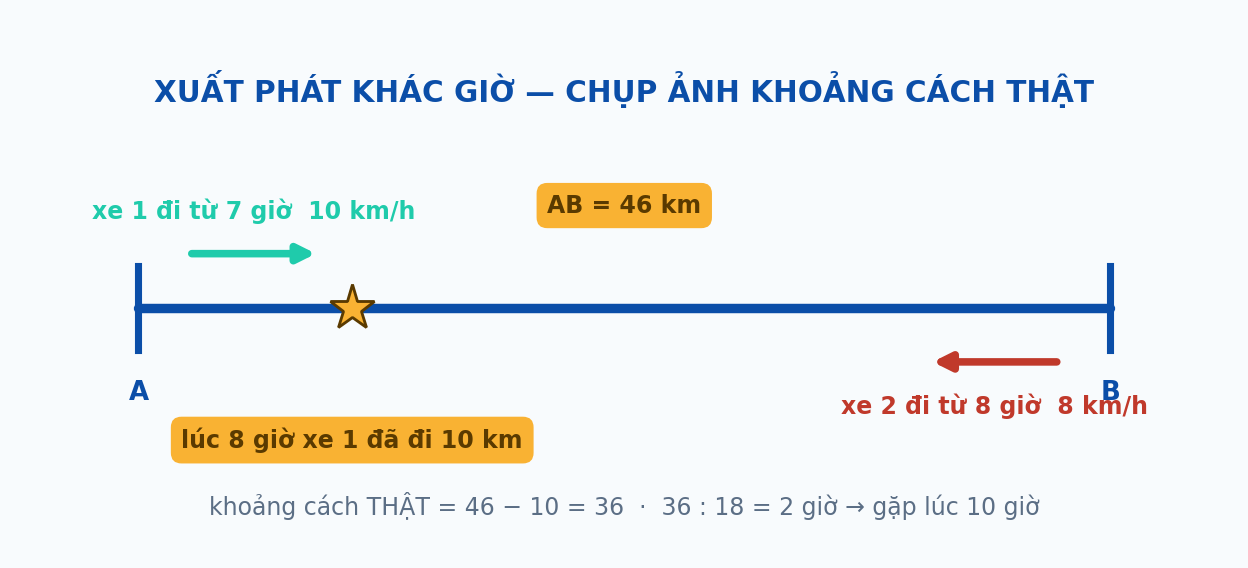 XUẤT PHÁT KHÁC GIỜ — CHỤP ẢNH KHOẢNG CÁCH THẬT
AB = 46 km
xe 1 đi từ 7 giờ  10 km/h
A
B
xe 2 đi từ 8 giờ  8 km/h
lúc 8 giờ xe 1 đã đi 10 km
khoảng cách THẬT = 46 − 10 = 36  ·  36 : 18 = 2 giờ → gặp lúc 10 giờ